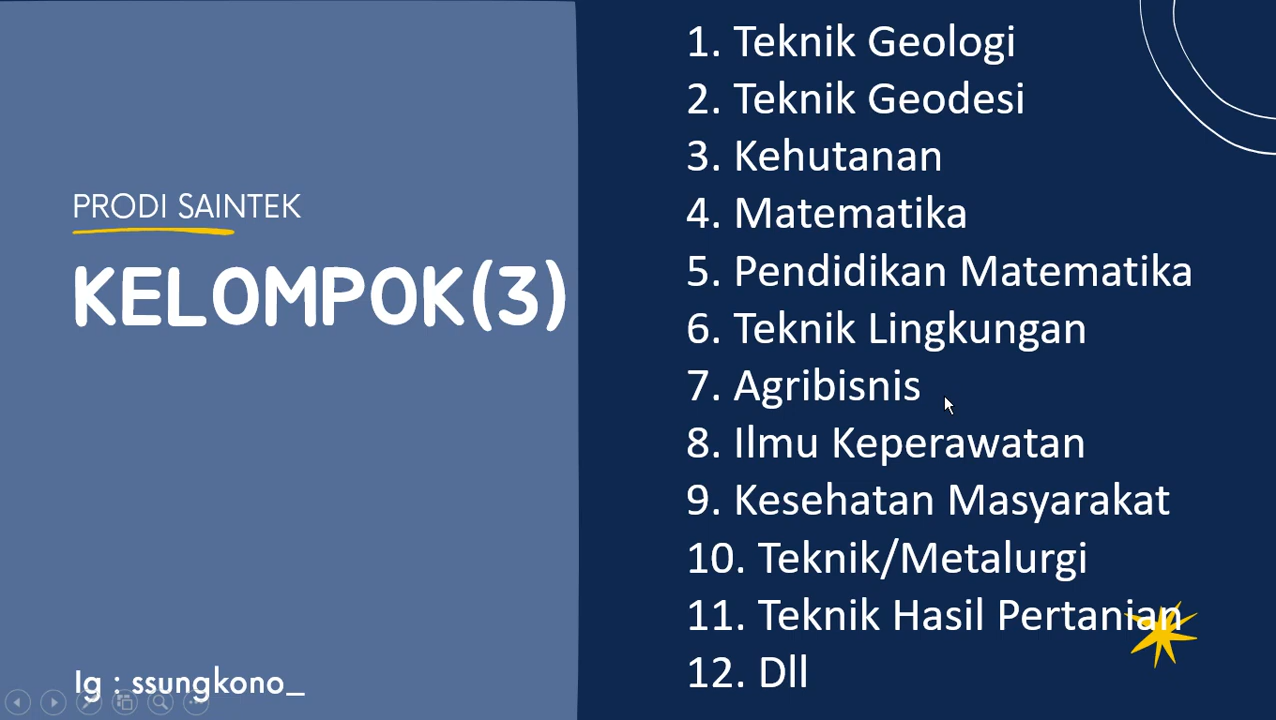 PRODI SAINTEK
KELOMPOK(3)
Ig : ssungkono_
1. Teknik Geologi
2. Teknik Geodesi
3. Kehutanan
4. Matematika
5. Pendidikan Matematika
6. Teknik Lingkungan
7. Agribisnis
8. Ilmu Keperawatan
9. Kesehatan Masyarakat
10. Teknik/Metalurgi
11. Teknik Hasil Pertanian
12. Dll